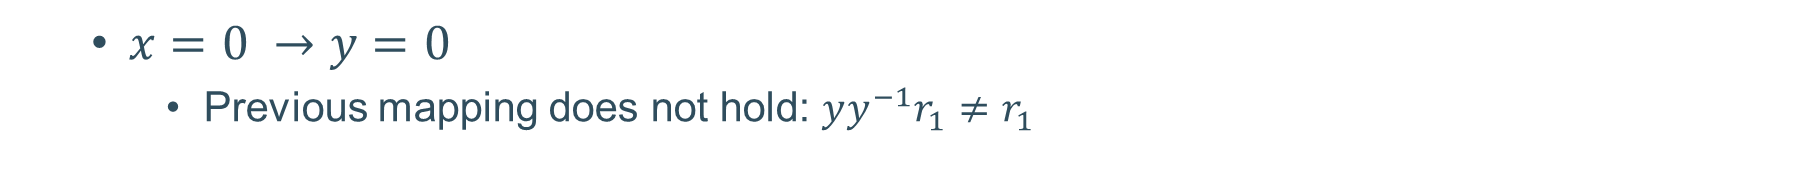 • 𝑥 = 0 → 𝑦 = 0
• Previous mapping does not hold: 𝑦𝑦⁻¹𝑟₁ ≠ 𝑟₁